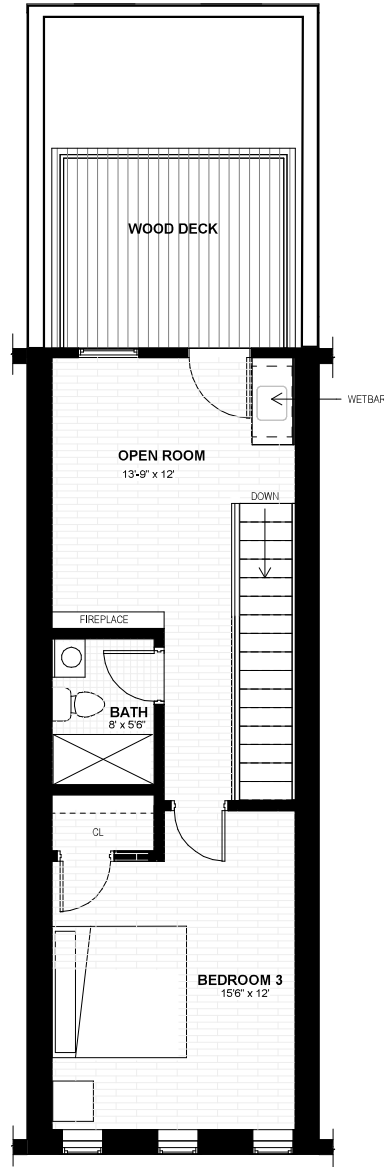 WOOD DECK
WETBAR
OPEN ROOM
13'-9" x 12'
DOWN
FIREPLACE
BATH
8' x 5'6"
CL
BEDROOM 3
15'6" x 12'